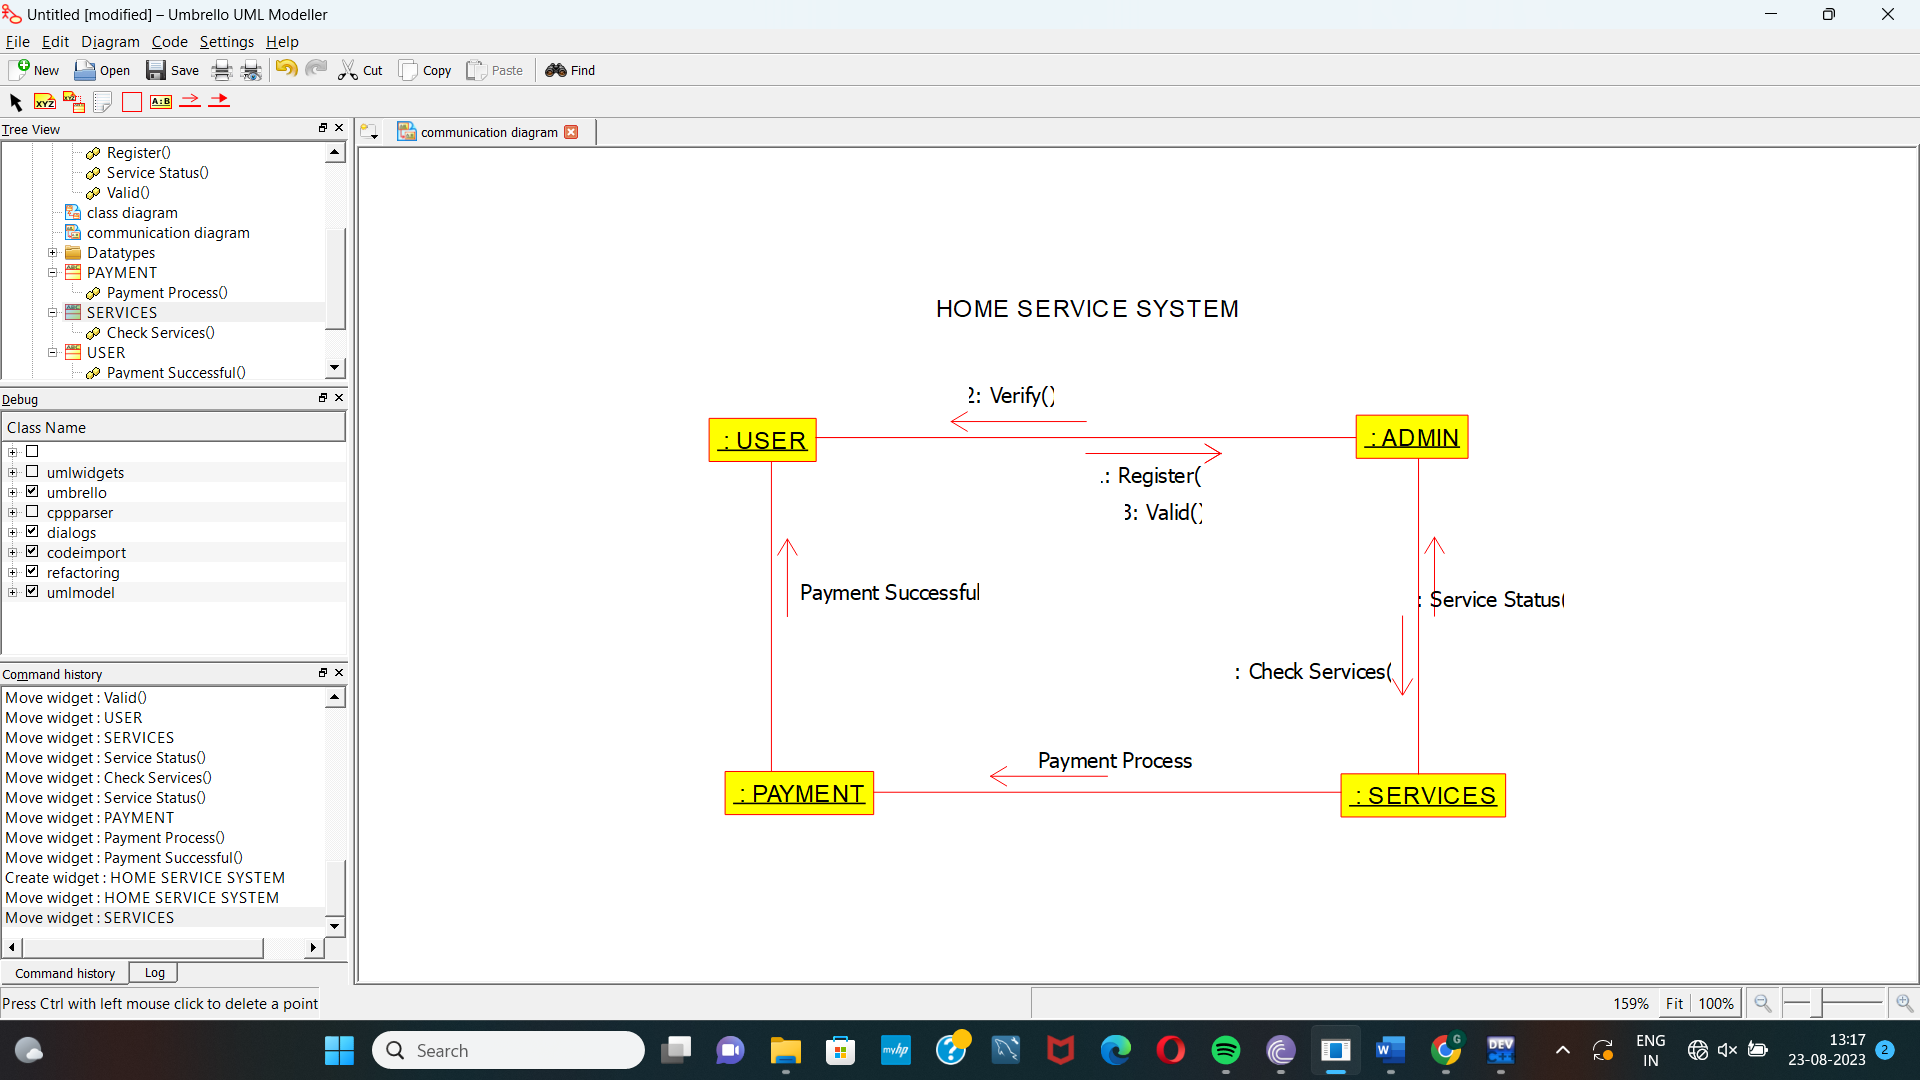 Untitled [modified] – Umbrello UML Modeller
File Edit Diagram Code Settings Help
New Open Save Cut Copy Paste Find
XYZ XYZ A:B
Tree View
Register()
Service Status()
Valid()
class diagram
communication diagram
Datatypes
PAYMENT
Payment Process()
SERVICES
Check Services()
USER
Payment Successful()
Debug
Class Name
umlwidgets
umbrello
cppparser
dialogs
codeimport
refactoring
umlmodel
Command history
Move widget : Valid()
Move widget : USER
Move widget : SERVICES
Move widget : Service Status()
Move widget : Check Services()
Move widget : Service Status()
Move widget : PAYMENT
Move widget : Payment Process()
Move widget : Payment Successful()
Create widget : HOME SERVICE SYSTEM
Move widget : HOME SERVICE SYSTEM
Move widget : SERVICES
Command history Log
Press Ctrl with left mouse click to delete a point
communication diagram
HOME SERVICE SYSTEM
2: Verify()
: USER
: ADMIN
: Register(
3: Valid()
Payment Successful
: Service Status(
: Check Services(
Payment Process
: PAYMENT
: SERVICES
159% Fit 100%
Search
myhp
DEV C++
ENG
IN
13:17
23-08-2023
2